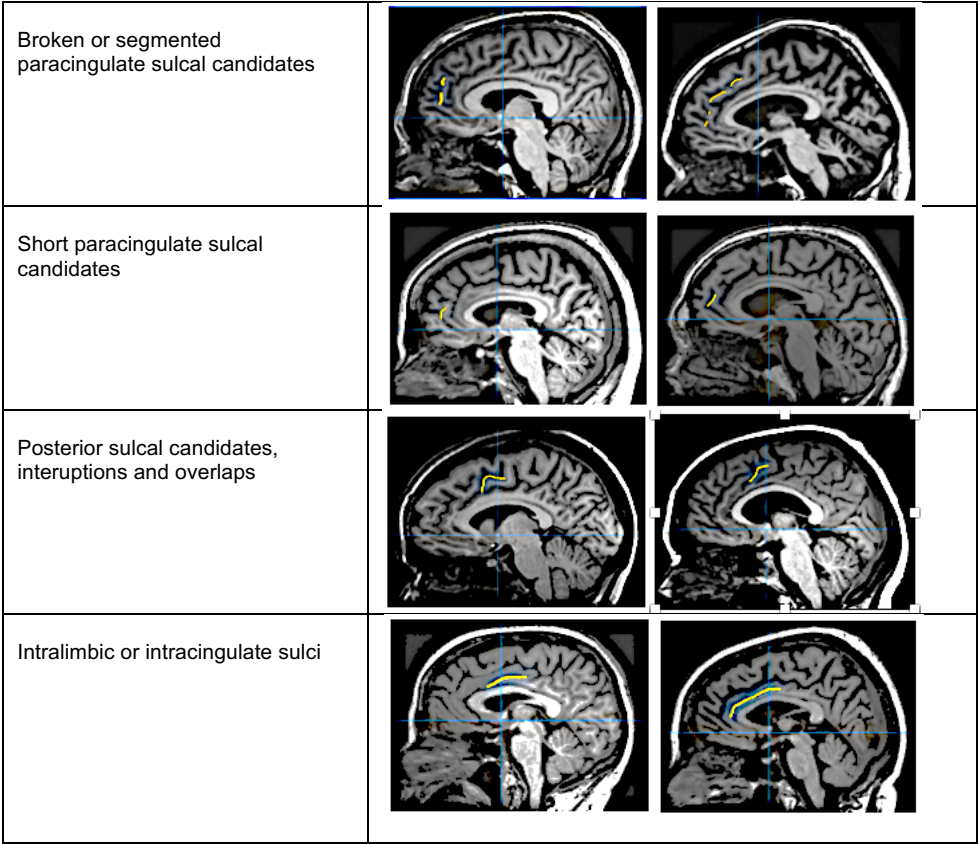 Broken or segmented
paracingulate sulcal candidates
Short paracingulate sulcal
candidates
Posterior sulcal candidates,
interuptions and overlaps
Intralimbic or intracingulate sulci